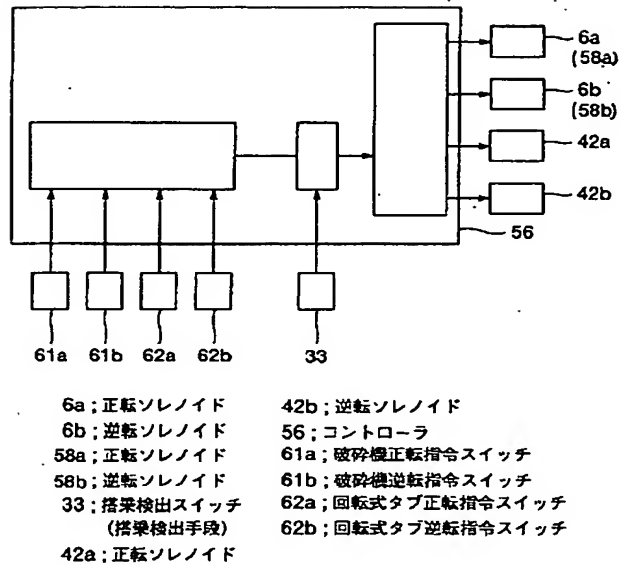 6a
(58a)
6b
(58b)
42a
42b
56
61a 61b 62a 62b 33
6a ; 正転ソレノイド
6b ; 逆転ソレノイド
58a ; 正転ソレノイド
58b ; 逆転ソレノイド
33 ; 搭乗検出スイッチ
(搭乗検出手段)
42a ; 正転ソレノイド
42b ; 逆転ソレノイド
56 ; コントローラ
61a ; 破砕機正転指令スイッチ
61b ; 破砕機逆転指令スイッチ
62a ; 回転式タブ正転指令スイッチ
62b ; 回転式タブ逆転指令スイッチ